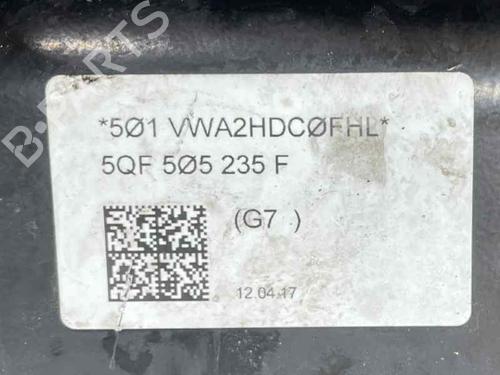 *5Ø1 VWA2HDCØFHL*
5QF 5Ø5 235 F
(G7 )
12.04.17
B-PARTS